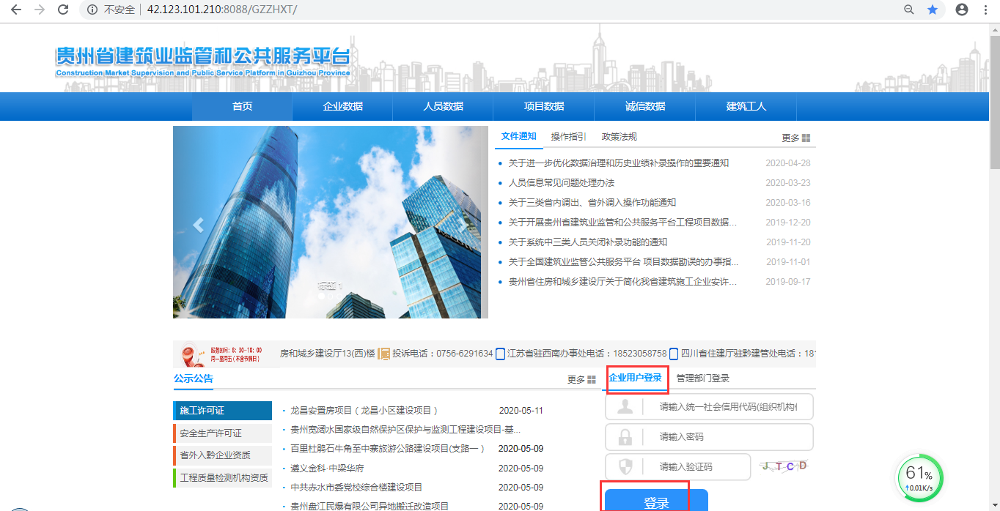 不安全 42.123.101.210:8088/GZZHXT/
贵州省建筑业监管和公共服务平台
Construction Market Supervision and Public Service Platform in Guizhou Province
首页 企业数据 人员数据 项目数据 诚信数据 建筑工人
标题 1
文件通知 操作指引 政策法规 更多
关于进一步优化数据治理和历史业绩补录操作的重要通知 2020-04-28
人员信息常见问题处理办法 2020-03-23
关于三类省内调出、省外调入操作功能通知 2020-03-16
关于开展贵州省建筑业监管和公共服务平台工程项目数据... 2019-12-20
关于系统中三类人员关闭补录功能的通知 2019-11-20
关于全国建筑业监管公共服务平台 项目数据勘误的办事指... 2019-11-01
贵州省住房和城乡建设厅关于简化我省建筑施工企业安许... 2019-09-17
服务时间：8：30-18：00
周一至周五（不含节假日）
房和城乡建设厅13(西)楼 投诉电话：0756-6291634 江苏省驻西南办事处电话：18523058758 四川省住建厅驻黔建管处电话：181
公示公告 更多
施工许可证
安全生产许可证
省外入黔企业资质
工程质量检测机构资质
龙昌安置房项目（龙昌小区建设项目） 2020-05-11
贵州宽阔水国家级自然保护区保护与监测工程建设项目-基...
百里杜鹃石牛角至中寨旅游公路建设项目(支路一） 2020-05-09
遵义金科·中梁华府 2020-05-09
中共赤水市委党校综合楼建设项目 2020-05-09
贵州盘江民爆有限公司异地搬迁改造项目 2020-05-09
企业用户登录 管理部门登录
请输入统一社会信用代码(组织机构代
请输入密码
请输入验证码 J T C D
登录
61%
↑0.01K/s